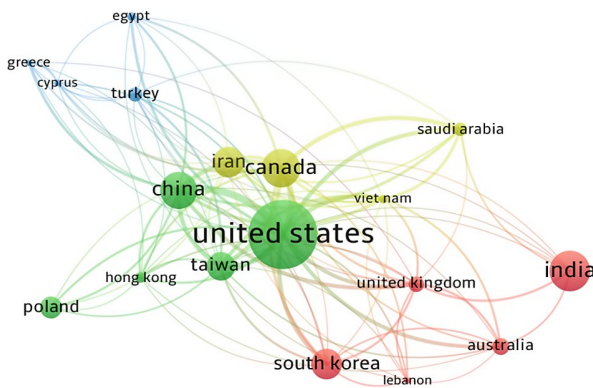 egypt
greece
cyprus
turkey
saudi arabia
iran
canada
china
viet nam
united states
taiwan
india
hong kong
united kingdom
poland
australia
south korea
lebanon